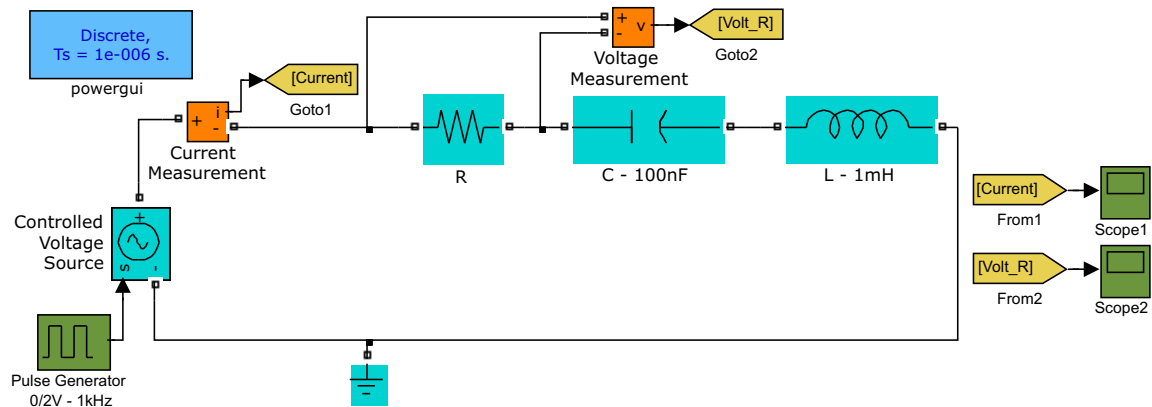 Discrete,
Ts = 1e-006 s.
powergui
[Current]
Goto1
+
i
-
Current
Measurement
+
-
v
Voltage
Measurement
[Volt_R]
Goto2
R
C - 100nF
L - 1mH
Controlled
Voltage
Source
+
s
-
Pulse Generator
0/2V - 1kHz
[Current]
From1
Scope1
[Volt_R]
From2
Scope2